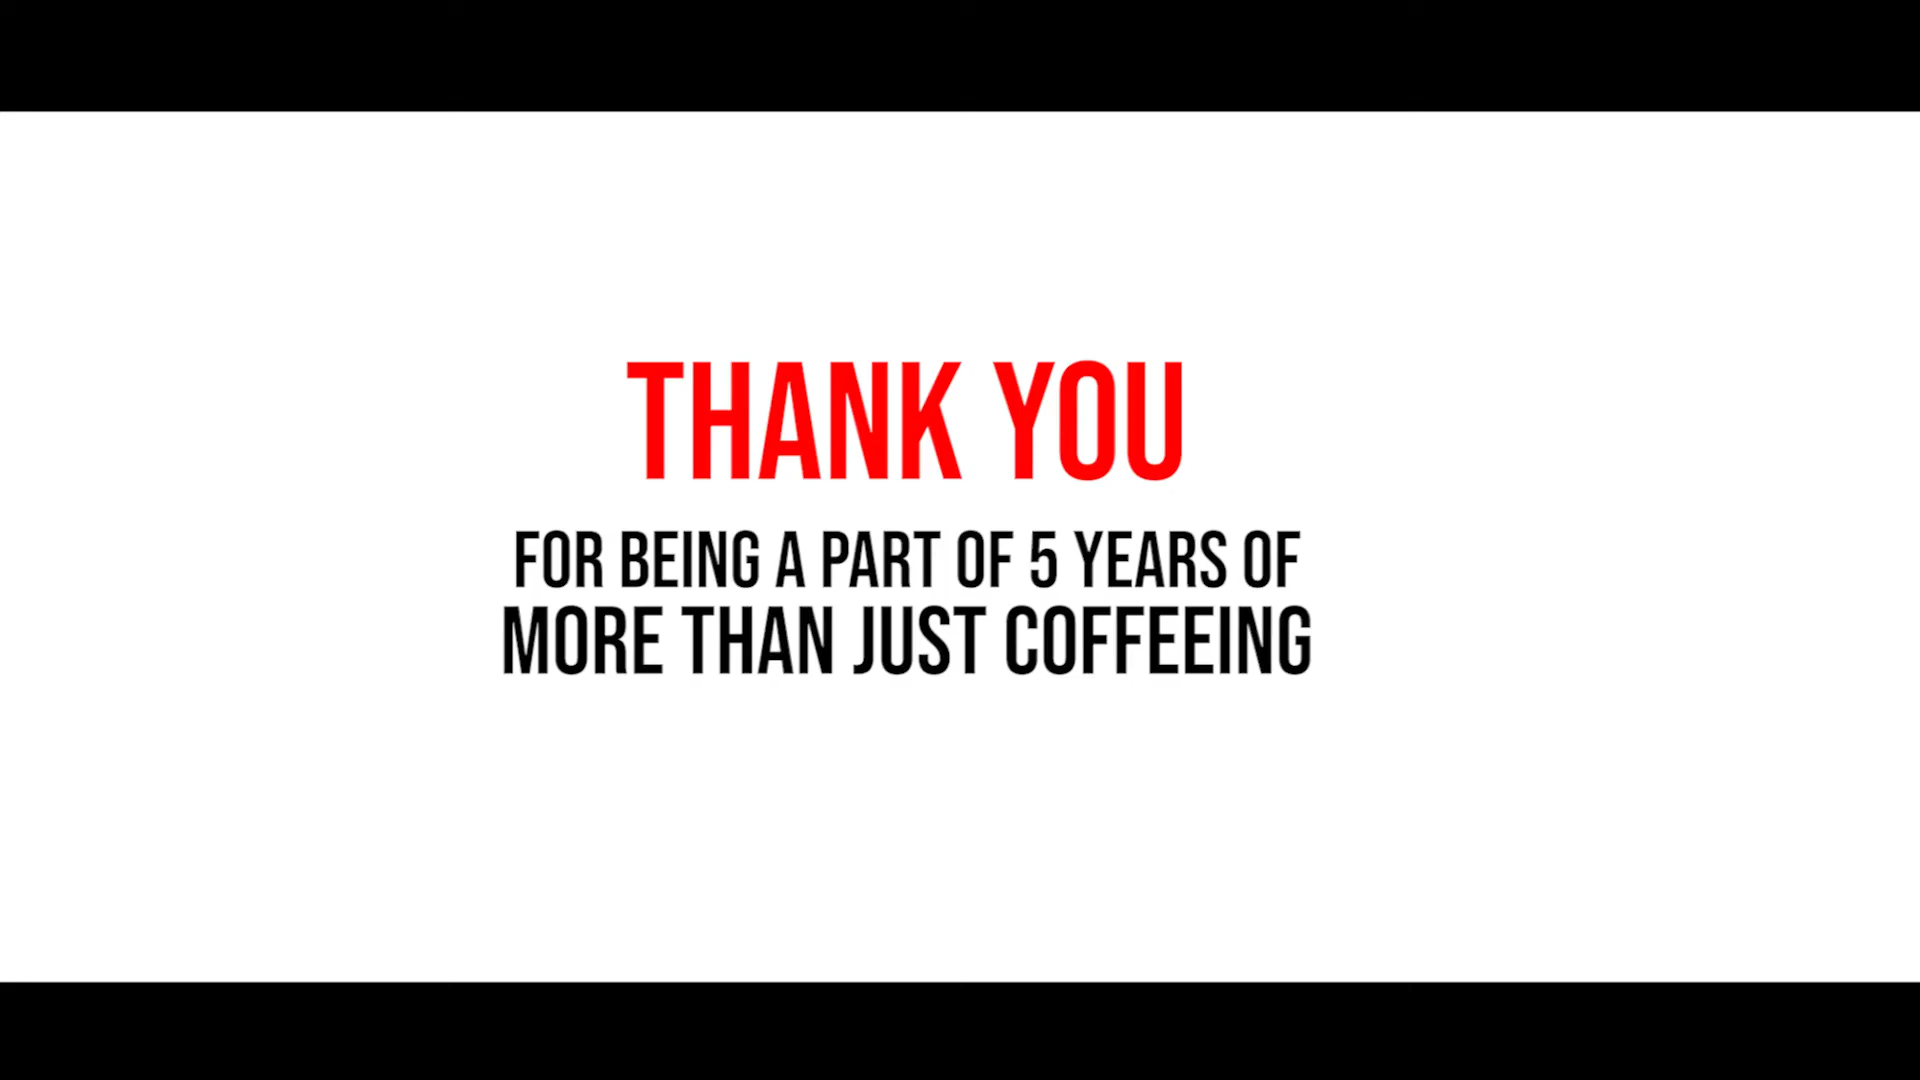 THANK YOU
FOR BEING A PART OF 5 YEARS OF
MORE THAN JUST COFFEEING